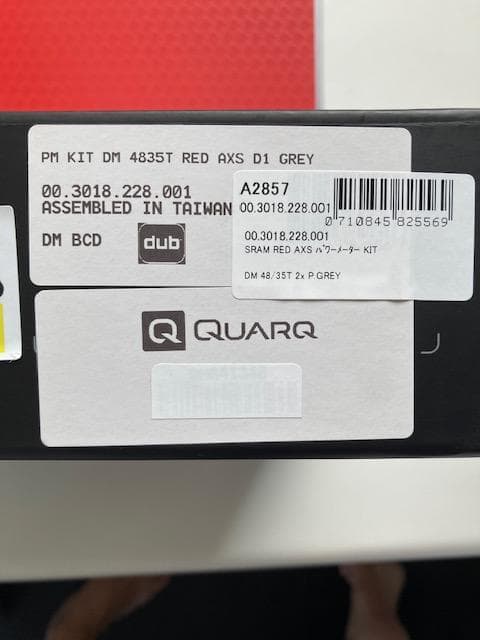 PM KIT DM 4835T RED AXS D1 GREY
00.3018.228.001
ASSEMBLED IN TAIWAN
DM BCD
dub
A2857
00.3018.228.001
0 710845 825569
00.3018.228.001
SRAM RED AXS ﾊﾟﾜｰﾒｰﾀｰ KIT
DM 48/35T 2x P.GREY
Q QUARQ